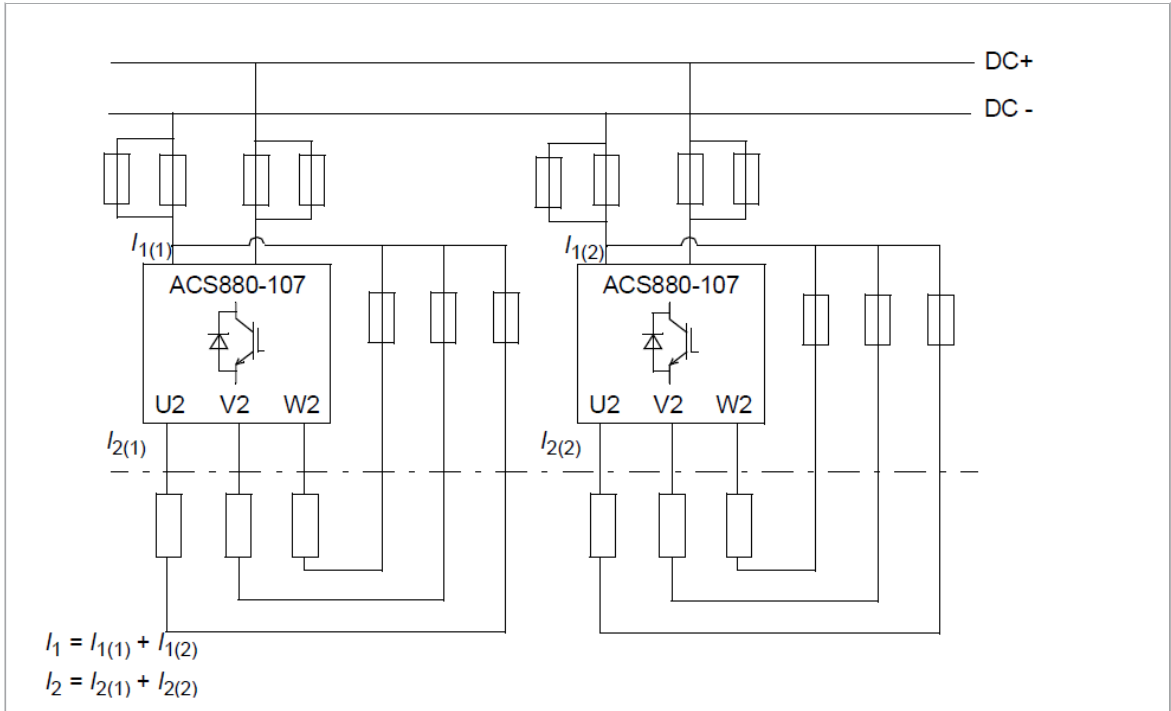 DC+
DC -
I1(1)
I1(2)
ACS880-107
ACS880-107
U2 V2 W2
U2 V2 W2
I2(1)
I2(2)
I1 = I1(1) + I1(2)
I2 = I2(1) + I2(2)